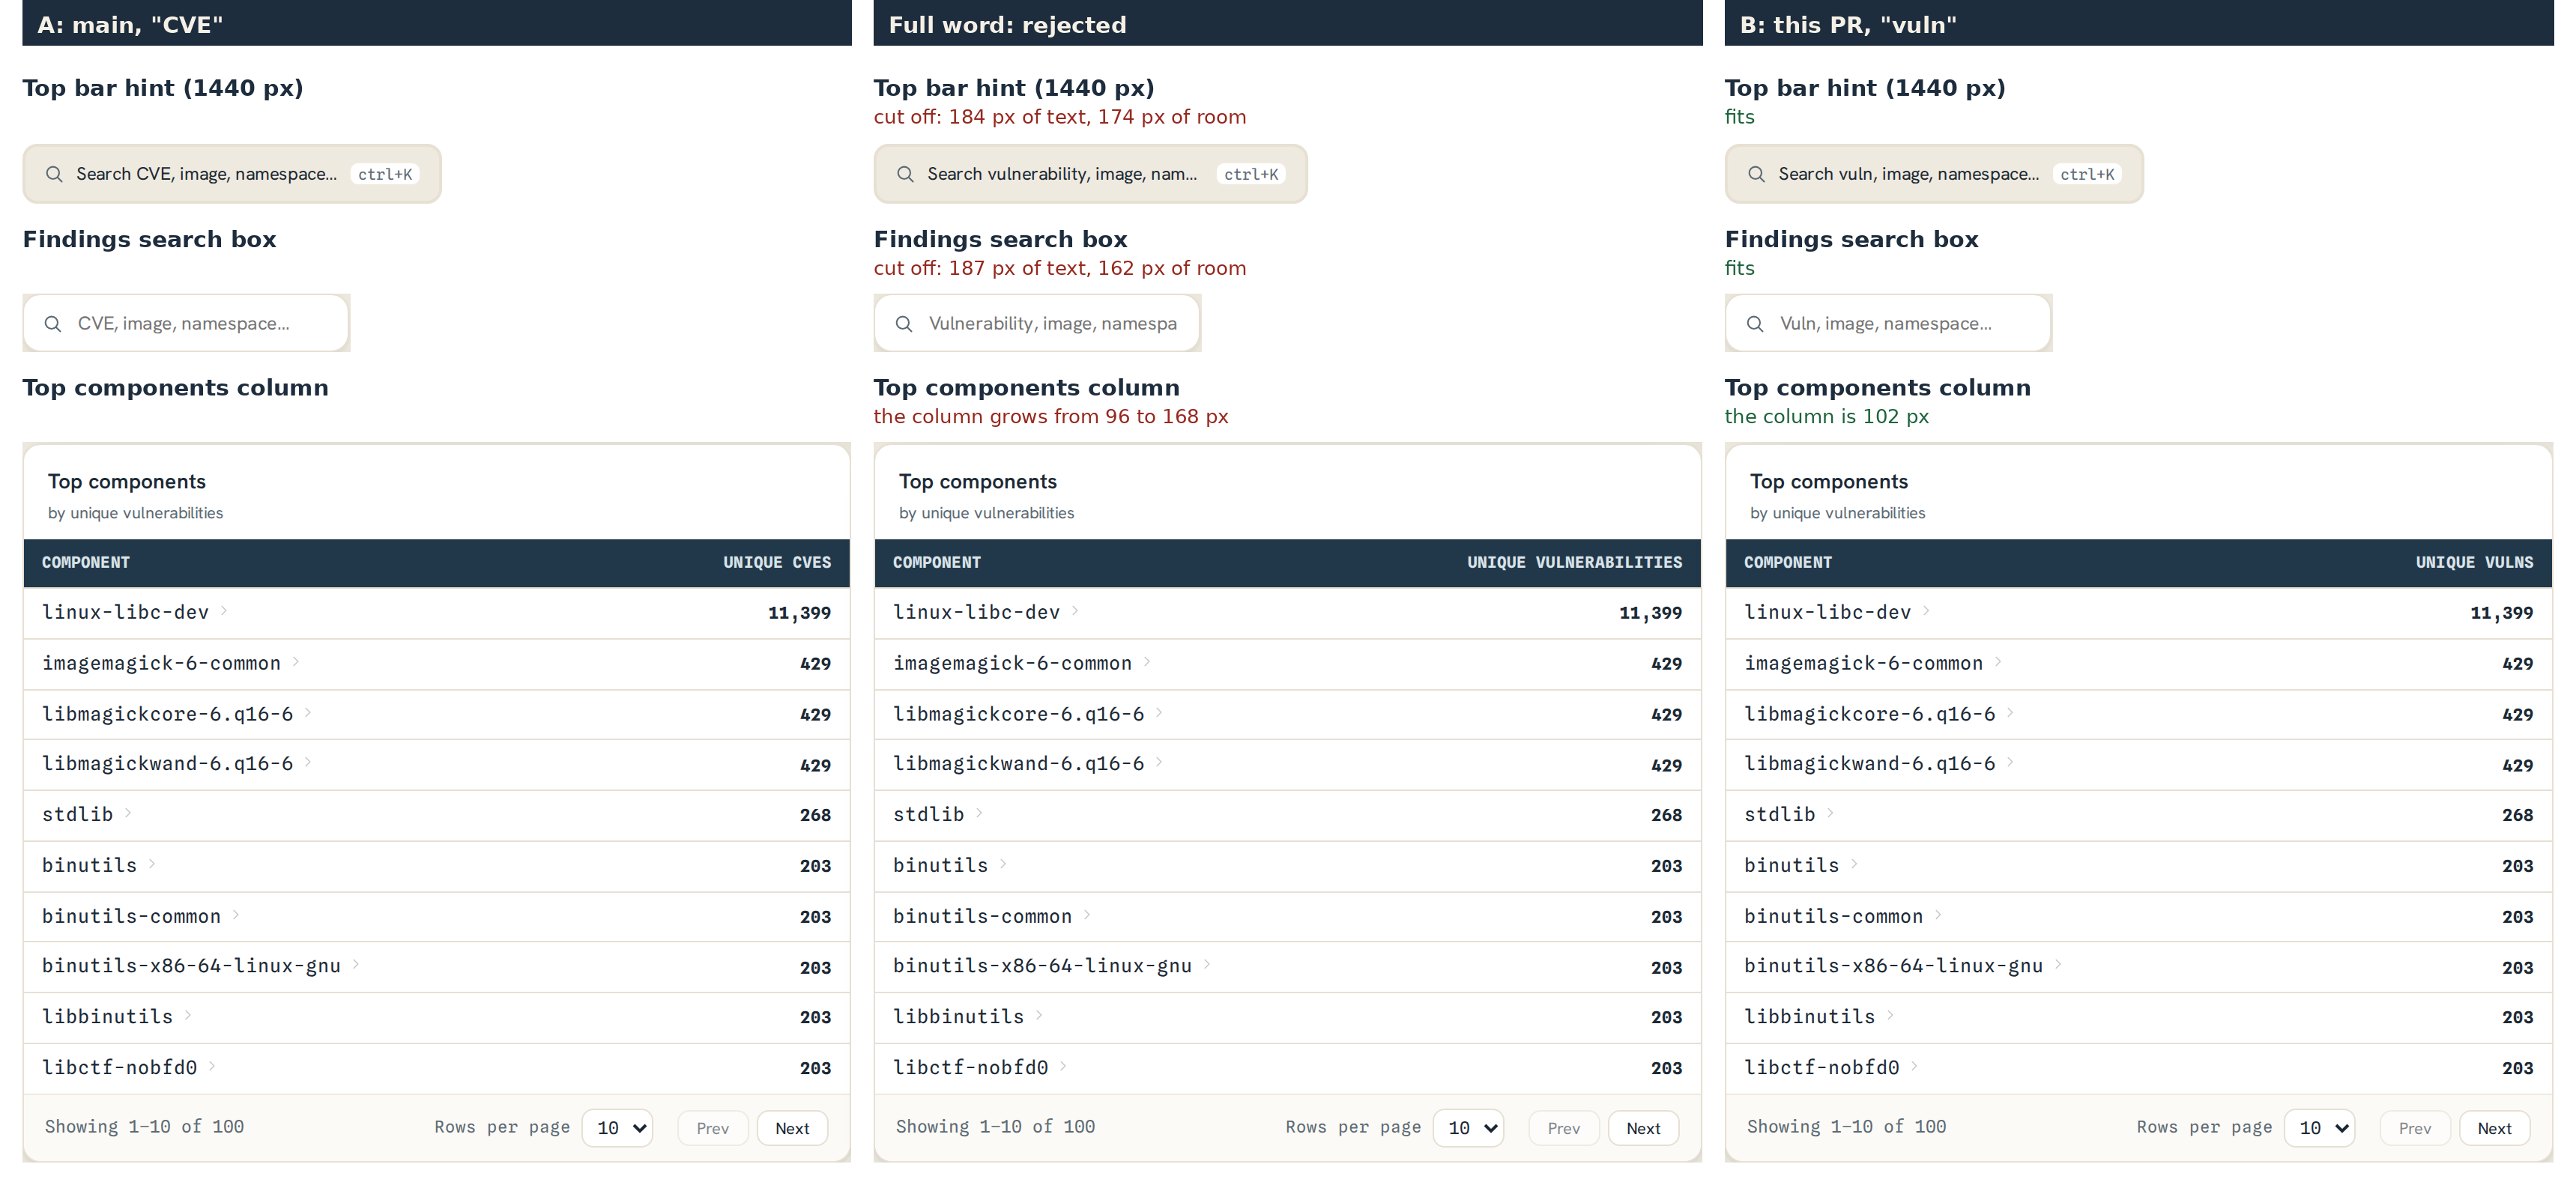 A: main, "CVE"
Top bar hint (1440 px)
Search CVE, image, namespace... ctrl+K
Findings search box
CVE, image, namespace...
Top components column
Top components
by unique vulnerabilities
COMPONENT UNIQUE CVES
linux-libc-dev › 11,399
imagemagick-6-common › 429
libmagickcore-6.q16-6 › 429
libmagickwand-6.q16-6 › 429
stdlib › 268
binutils › 203
binutils-common › 203
binutils-x86-64-linux-gnu › 203
libbinutils › 203
libctf-nobfd0 › 203
Showing 1–10 of 100 Rows per page 10 Prev Next
Full word: rejected
Top bar hint (1440 px)
cut off: 184 px of text, 174 px of room
Search vulnerability, image, nam... ctrl+K
Findings search box
cut off: 187 px of text, 162 px of room
Vulnerability, image, namespa
Top components column
the column grows from 96 to 168 px
Top components
by unique vulnerabilities
COMPONENT UNIQUE VULNERABILITIES
linux-libc-dev › 11,399
imagemagick-6-common › 429
libmagickcore-6.q16-6 › 429
libmagickwand-6.q16-6 › 429
stdlib › 268
binutils › 203
binutils-common › 203
binutils-x86-64-linux-gnu › 203
libbinutils › 203
libctf-nobfd0 › 203
Showing 1–10 of 100 Rows per page 10 Prev Next
B: this PR, "vuln"
Top bar hint (1440 px)
fits
Search vuln, image, namespace... ctrl+K
Findings search box
fits
Vuln, image, namespace...
Top components column
the column is 102 px
Top components
by unique vulnerabilities
COMPONENT UNIQUE VULNS
linux-libc-dev › 11,399
imagemagick-6-common › 429
libmagickcore-6.q16-6 › 429
libmagickwand-6.q16-6 › 429
stdlib › 268
binutils › 203
binutils-common › 203
binutils-x86-64-linux-gnu › 203
libbinutils › 203
libctf-nobfd0 › 203
Showing 1–10 of 100 Rows per page 10 Prev Next